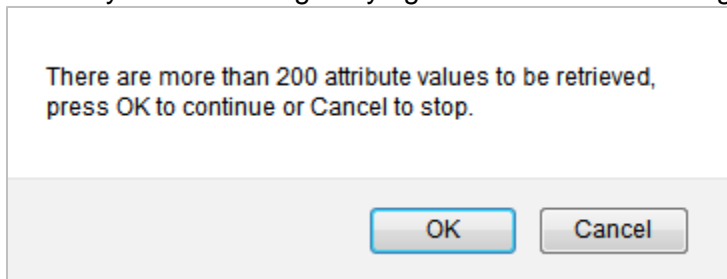 There are more than 200 attribute values to be retrieved,
press OK to continue or Cancel to stop.
OK
Cancel